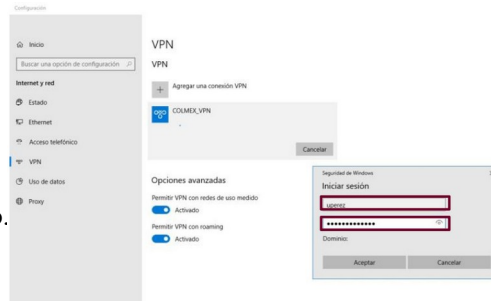 Configuración
Inicio
Buscar una opción de configuración
Internet y red
Estado
Ethernet
Acceso telefónico
VPN
Uso de datos
Proxy
VPN
VPN
Agregar una conexión VPN
COLMEX_VPN
Cancelar
Opciones avanzadas
Permitir VPN con redes de uso medido
Activado
Permitir VPN con roaming
Activado
Seguridad de Windows
Iniciar sesión
uperez
•••••••••••••
Dominio:
Aceptar
Cancelar